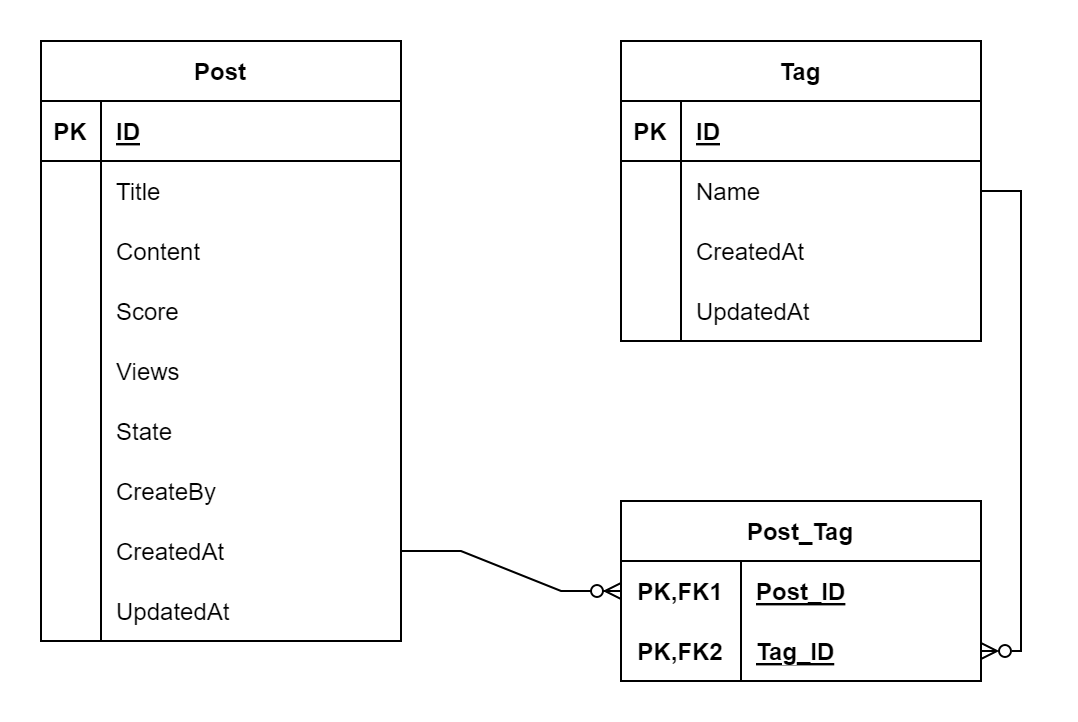 Post
PK ID
Title
Content
Score
Views
State
CreateBy
CreatedAt
UpdatedAt
Tag
PK ID
Name
CreatedAt
UpdatedAt
Post_Tag
PK,FK1 Post_ID
PK,FK2 Tag_ID